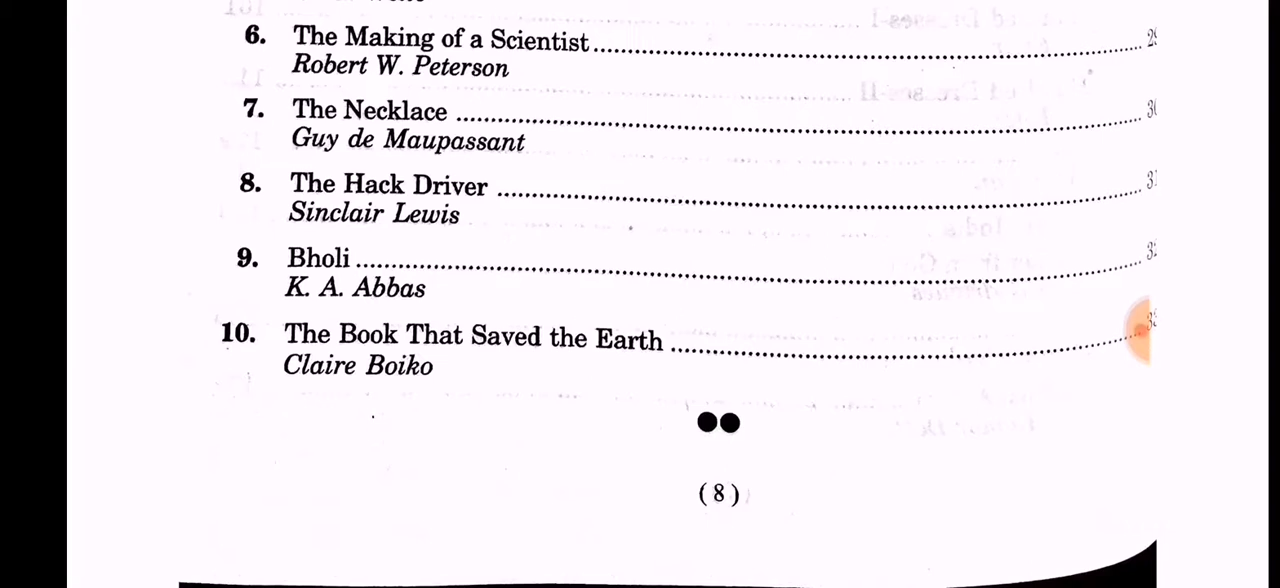 6. The Making of a Scientist
Robert W. Peterson
7. The Necklace
Guy de Maupassant
8. The Hack Driver
Sinclair Lewis
9. Bholi
K. A. Abbas
10. The Book That Saved the Earth
Claire Boiko
(8)